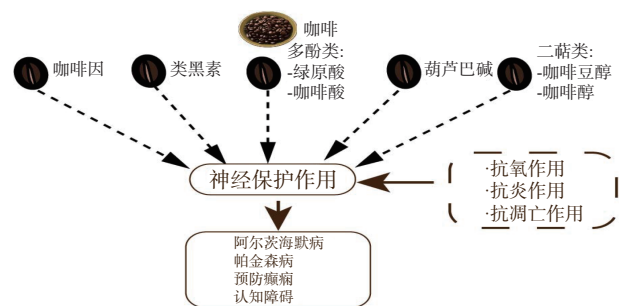 咖啡
咖啡因
类黑素
多酚类:
-绿原酸
-咖啡酸
葫芦巴碱
二萜类:
-咖啡豆醇
-咖啡醇
神经保护作用
·抗氧作用
·抗炎作用
·抗凋亡作用
阿尔茨海默病
帕金森病
预防癫痫
认知障碍